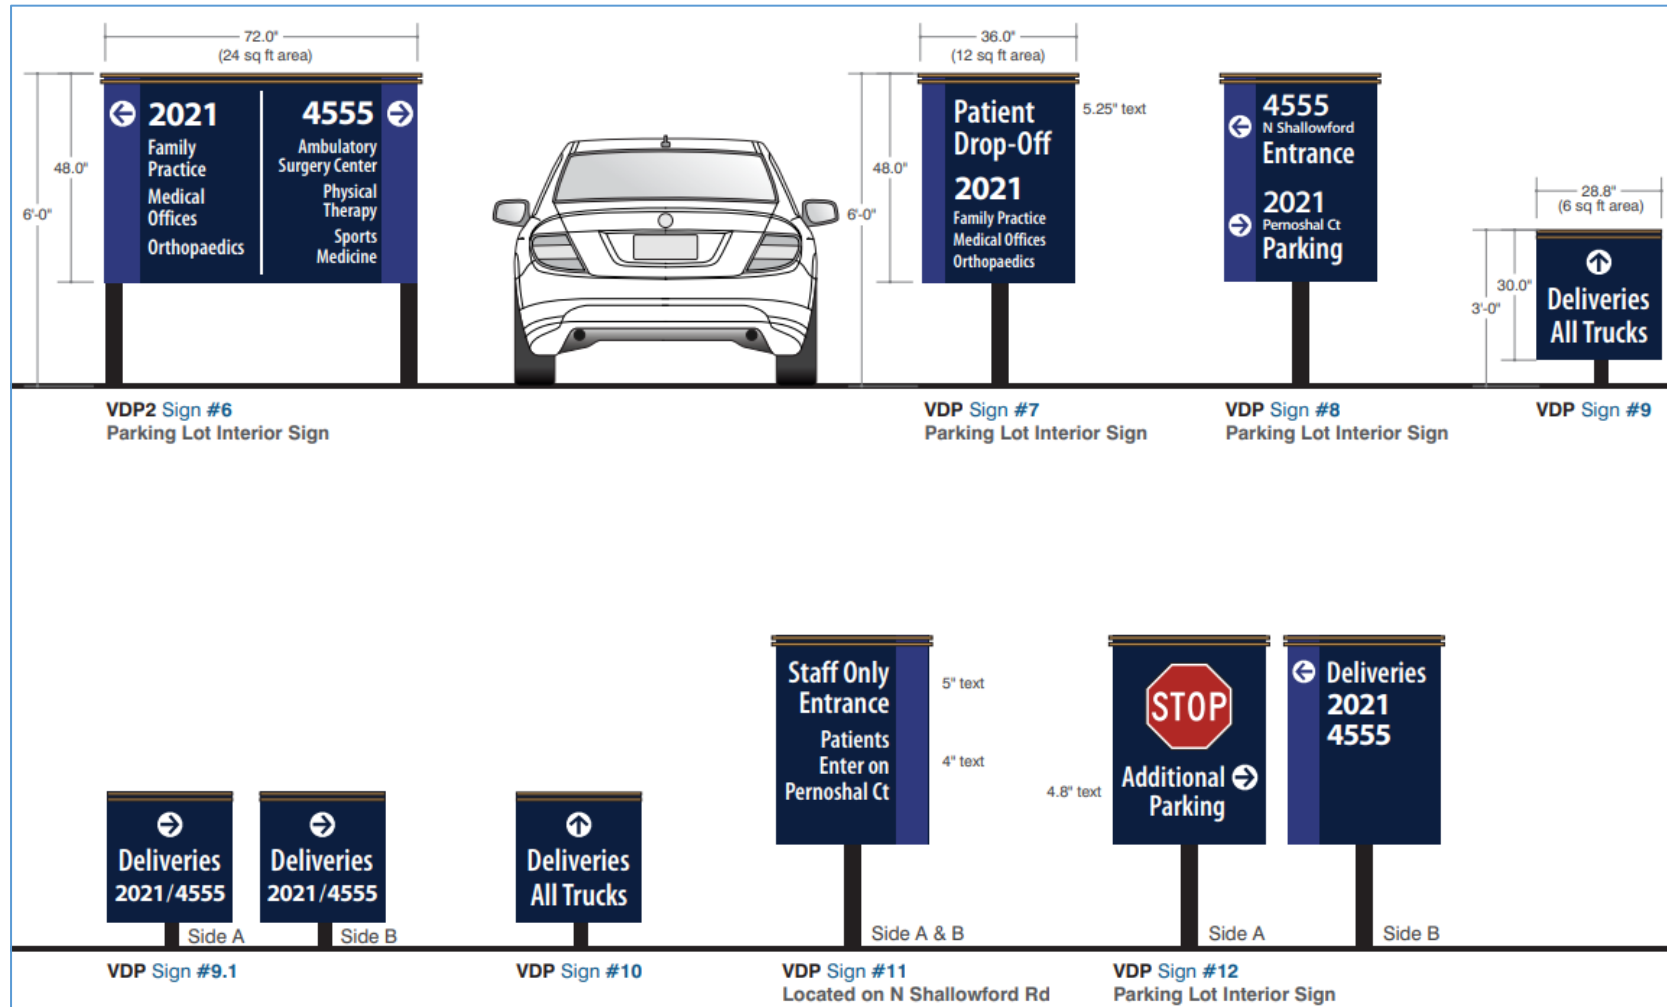 72.0"
(24 sq ft area)
48.0"
6'-0"
2021
Family
Practice
Medical
Offices
Orthopaedics
4555
Ambulatory
Surgery Center
Physical
Therapy
Sports
Medicine
VDP2 Sign #6
Parking Lot Interior Sign
36.0"
(12 sq ft area)
48.0"
6'-0"
Patient
Drop-Off
2021
Family Practice
Medical Offices
Orthopaedics
5.25" text
VDP Sign #7
Parking Lot Interior Sign
4555
N Shallowford
Entrance
2021
Pernoshal Ct
Parking
VDP Sign #8
Parking Lot Interior Sign
28.8"
(6 sq ft area)
30.0"
3'-0"
Deliveries
All Trucks
VDP Sign #9
Deliveries
2021/4555
Side A
Deliveries
2021/4555
Side B
VDP Sign #9.1
Deliveries
All Trucks
VDP Sign #10
Staff Only
Entrance
Patients
Enter on
Pernoshal Ct
5" text
4" text
Side A & B
VDP Sign #11
Located on N Shallowford Rd
STOP
Additional
Parking
4.8" text
Side A
Deliveries
2021
4555
Side B
VDP Sign #12
Parking Lot Interior Sign